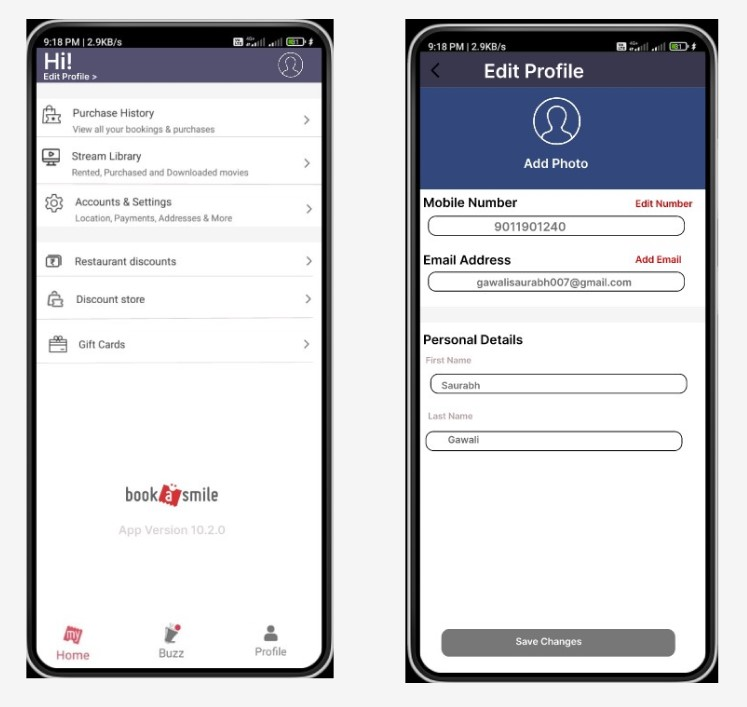 9:18 PM | 2.9KB/s
Hi!
Edit Profile >
Purchase History
View all your bookings & purchases
Stream Library
Rented, Purchased and Downloaded movies
Accounts & Settings
Location, Payments, Addresses & More
Restaurant discounts
Discount store
Gift Cards
book a smile
App Version 10.2.0
my
Home
Buzz
Profile
9:18 PM | 2.9KB/s
Edit Profile
Add Photo
Mobile Number
Edit Number
9011901240
Email Address
Add Email
gawalisaurabh007@gmail.com
Personal Details
First Name
Saurabh
Last Name
Gawali
Save Changes